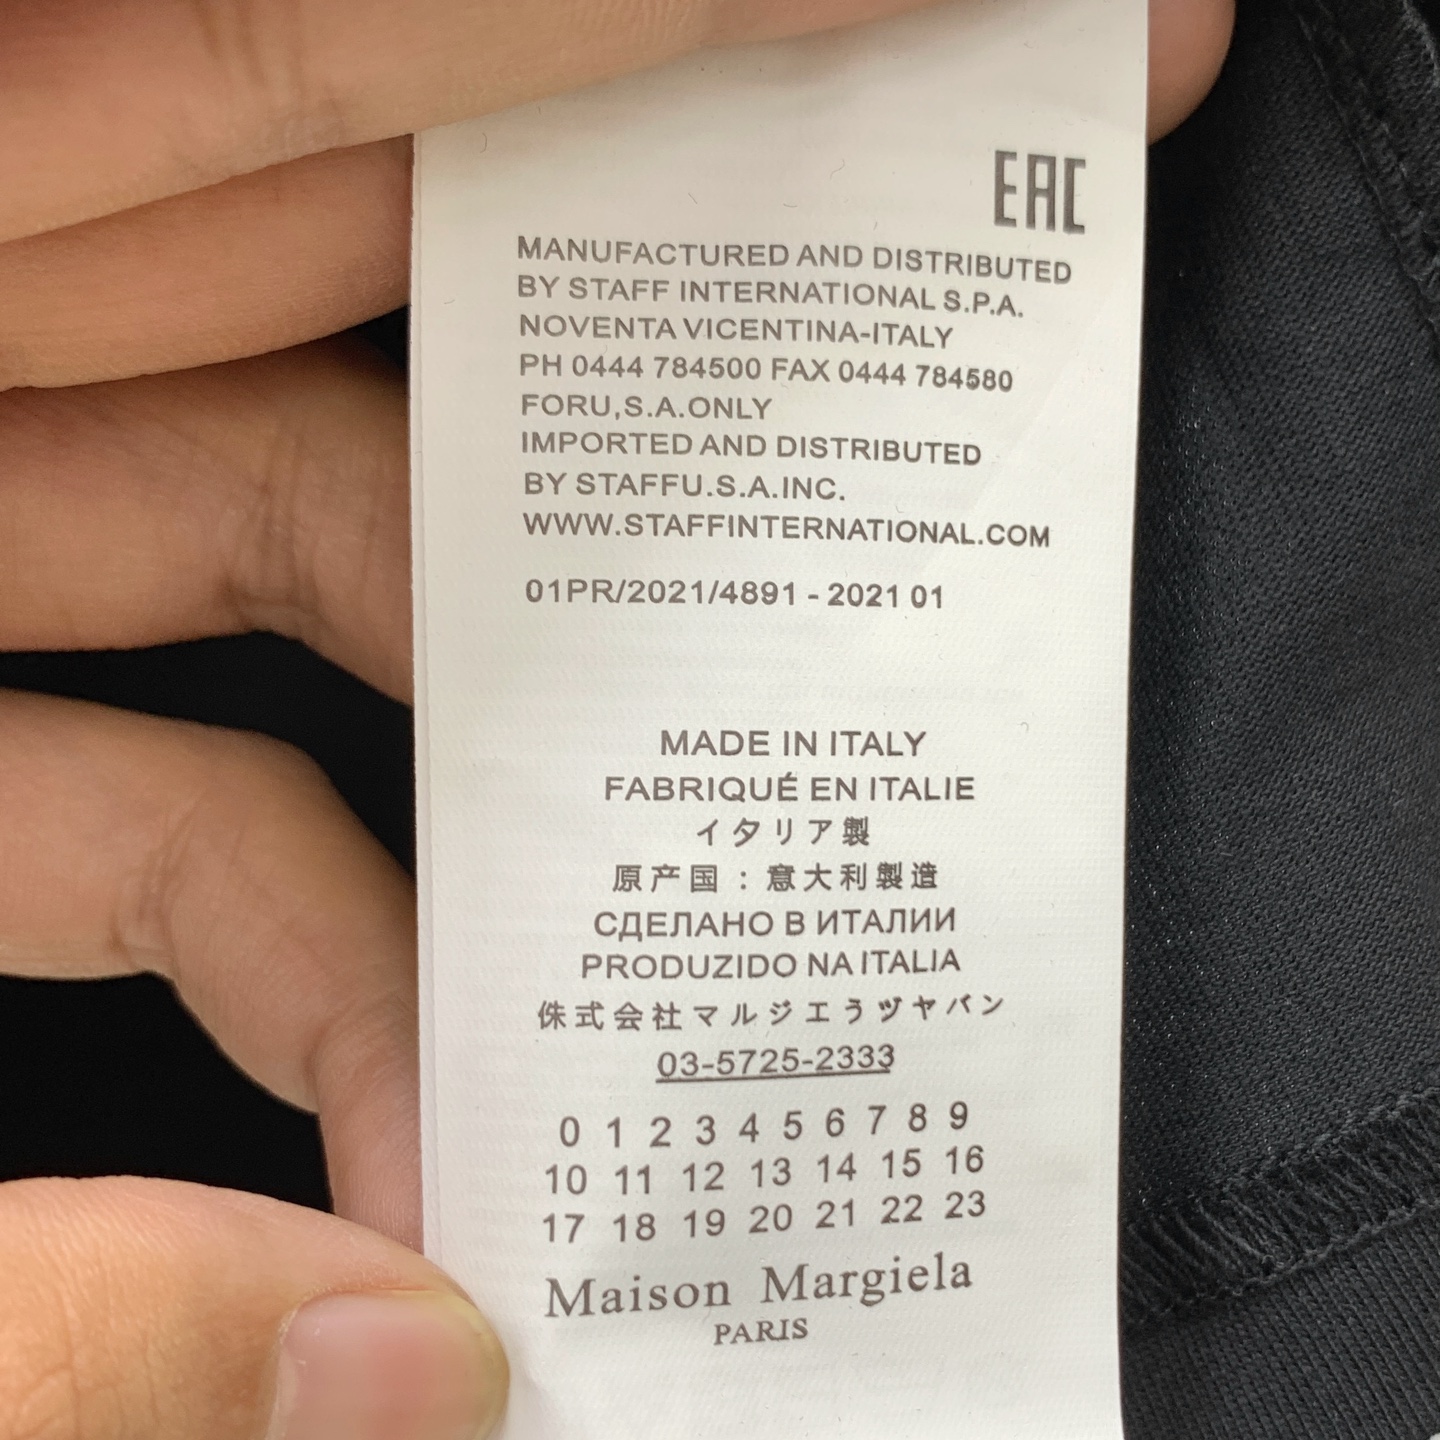 EAC
MANUFACTURED AND DISTRIBUTED
BY STAFF INTERNATIONAL S.P.A.
NOVENTA VICENTINA-ITALY
PH 0444 784500 FAX 0444 784580
FORU,S.A.ONLY
IMPORTED AND DISTRIBUTED
BY STAFFU.S.A.INC.
WWW.STAFFINTERNATIONAL.COM
01PR/2021/4891 - 2021 01
MADE IN ITALY
FABRIQUÉ EN ITALIE
イタリア製
原产国：意大利製造
СДЕЛАНО В ИТАЛИИ
PRODUZIDO NA ITALIA
侏式会社マルジエうヅヤバン
03-5725-2333
0 1 2 3 4 5 6 7 8 9
10 11 12 13 14 15 16
17 18 19 20 21 22 23
Maison Margiela
PARIS